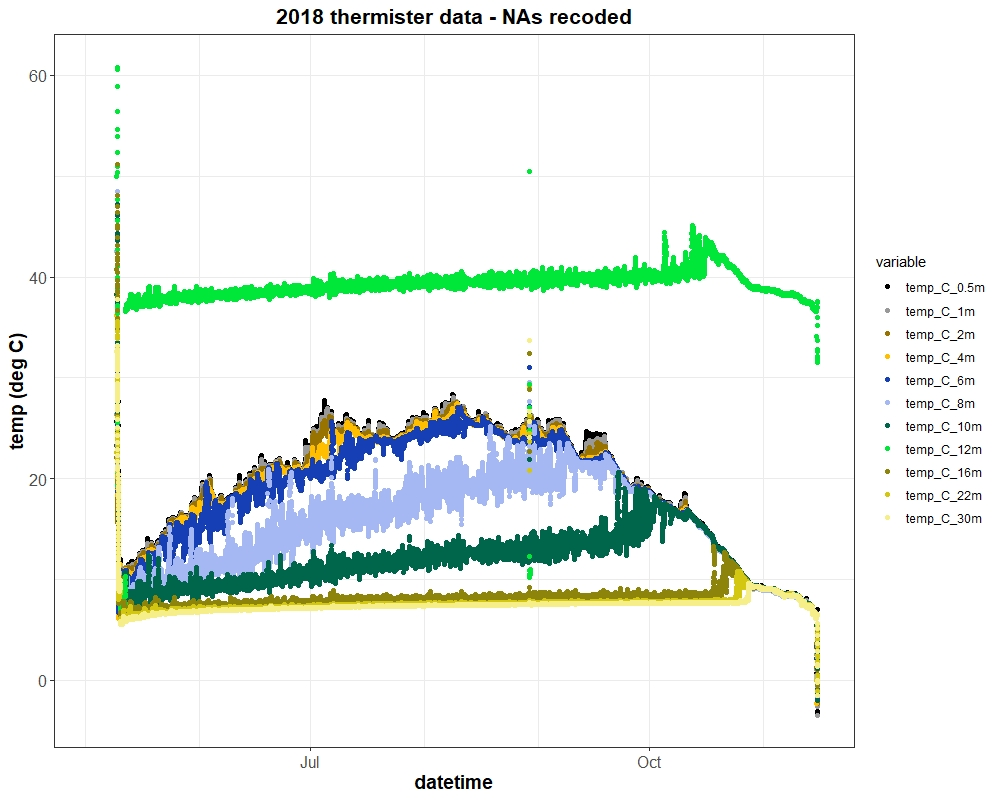 2018 thermister data - NAs recoded
temp (deg C)
60
40
20
0
Jul
Oct
datetime
variable
temp_C_0.5m
temp_C_1m
temp_C_2m
temp_C_4m
temp_C_6m
temp_C_8m
temp_C_10m
temp_C_12m
temp_C_16m
temp_C_22m
temp_C_30m